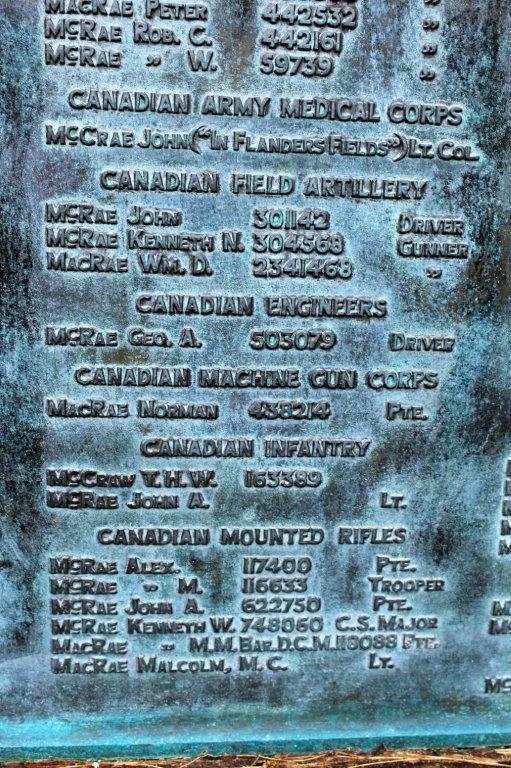 MacRae Peter 442532 "
McRae Rob. C. 442161 "
McRae " W. 59739 "
Canadian Army Medical Corps
McCrae John ("In Flanders Fields") Lt. Col.
Canadian Field Artillery
McRae John 301142 Driver
McRae Kenneth N. 304568 Gunner
MacRae Wm. D. 2341468 "
Canadian Engineers
McRae Geo. A. 503079 Driver
Canadian Machine Gun Corps
MacRae Norman 438214 Pte.
Canadian Infantry
McCraw T. H. W. 163389
McRae John A. Lt.
Canadian Mounted Rifles
McRae Alex. 117400 Pte.
McRae " M. 116633 Trooper
McRae John A. 622750 Pte.
McRae Kenneth W. 748060 C.S. Major
MacRae " M.M. Bar. D.C.M. 118088 Pte.
MacRae Malcolm, M.C. Lt.